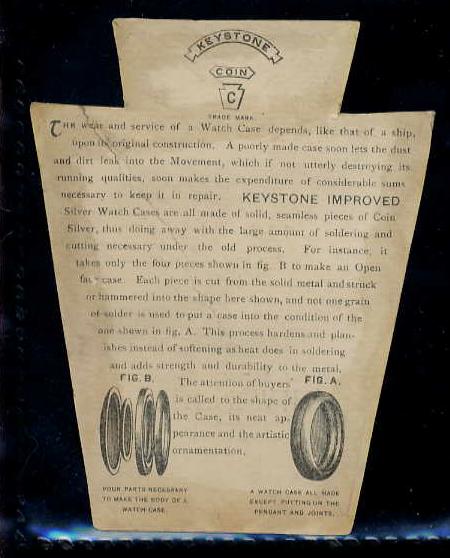 KEYSTONE
COIN
C
TRADE MARK.
THE wear and service of a Watch Case depends, like that of a ship,
upon its original construction. A poorly made case soon lets the dust
and dirt leak into the Movement, which if not utterly destroying its
running qualities, soon makes the expenditure of considerable sums
necessary to keep it in repair. KEYSTONE IMPROVED
Silver Watch Cases are all made of solid, seamless pieces of Coin
Silver, thus doing away with the large amount of soldering and
cutting necessary under the old process. For instance, it
takes only the four pieces shown in fig. B to make an Open
face case. Each piece is cut from the solid metal and struck
or hammered into the shape here shown, and not one grain
of solder is used to put a case into the condition of the
one shown in fig. A. This process hardens and plan-
ishes instead of softening as heat does in soldering
and adds strength and durability to the metal.
FIG. B.
The attention of buyers
is called to the shape of
the Case, its neat ap-
pearance and the artistic
ornamentation.
FIG. A.
FOUR PARTS NECESSARY
TO MAKE THE BODY OF A
WATCH CASE.
A WATCH CASE ALL MADE
EXCEPT PUTTING ON THE
PENDANT AND JOINTS.